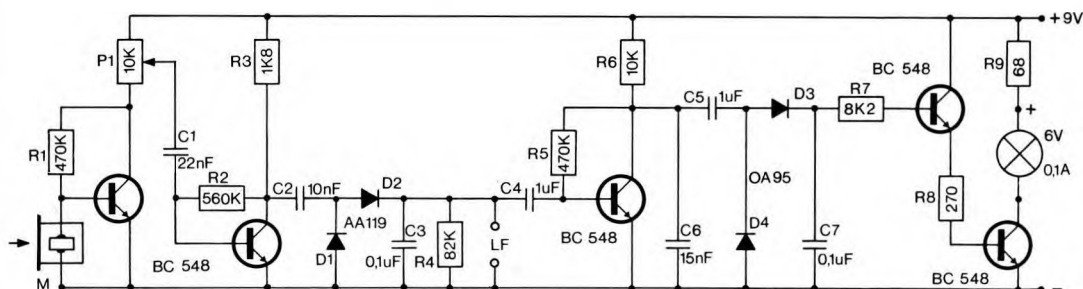 +9V
P1
10K
R3
1K8
R6
10K
R9
68
BC 548
R1
470K
C1
22nF
R2
560K
C2
10nF
D2
AA119
D1
C3
0,1uF
R4
82K
LF
C4
1uF
R5
470K
C5
1uF
D3
R7
8K2
OA95
D4
C6
15nF
C7
0,1uF
R8
270
+
6V
0,1A
BC 548
BC 548
BC 548
M
−